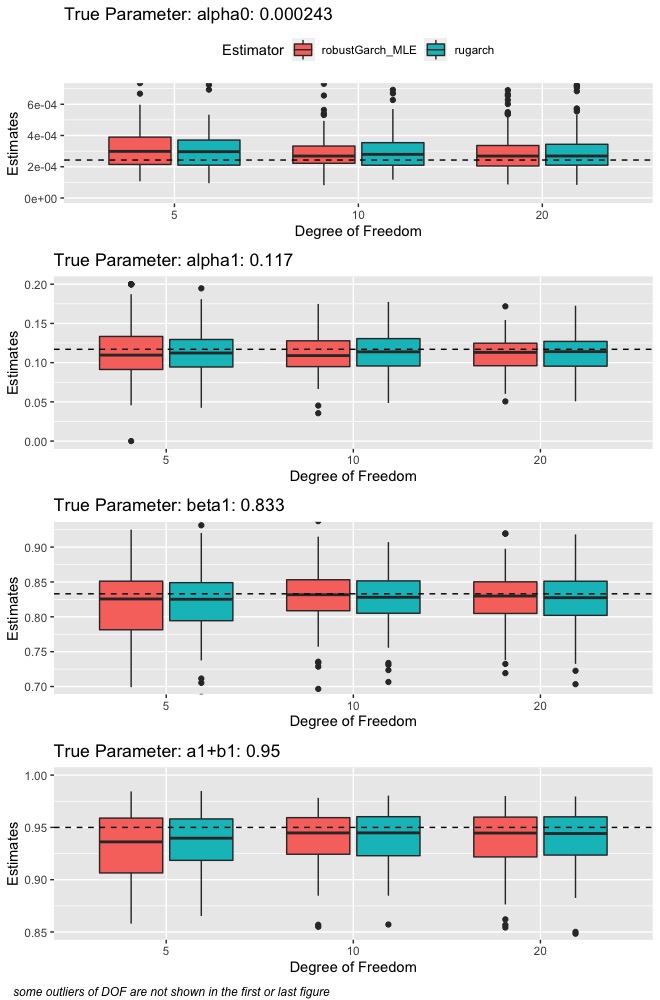 True Parameter: alpha0: 0.000243
Estimator robustGarch_MLE rugarch
6e-04
4e-04
2e-04
0e+00
Estimates
5 10 20
Degree of Freedom
True Parameter: alpha1: 0.117
0.20
0.15
0.10
0.05
0.00
Estimates
5 10 20
Degree of Freedom
True Parameter: beta1: 0.833
0.90
0.85
0.80
0.75
0.70
Estimates
5 10 20
Degree of Freedom
True Parameter: a1+b1: 0.95
1.00
0.95
0.90
0.85
Estimates
5 10 20
Degree of Freedom
some outliers of DOF are not shown in the first or last figure